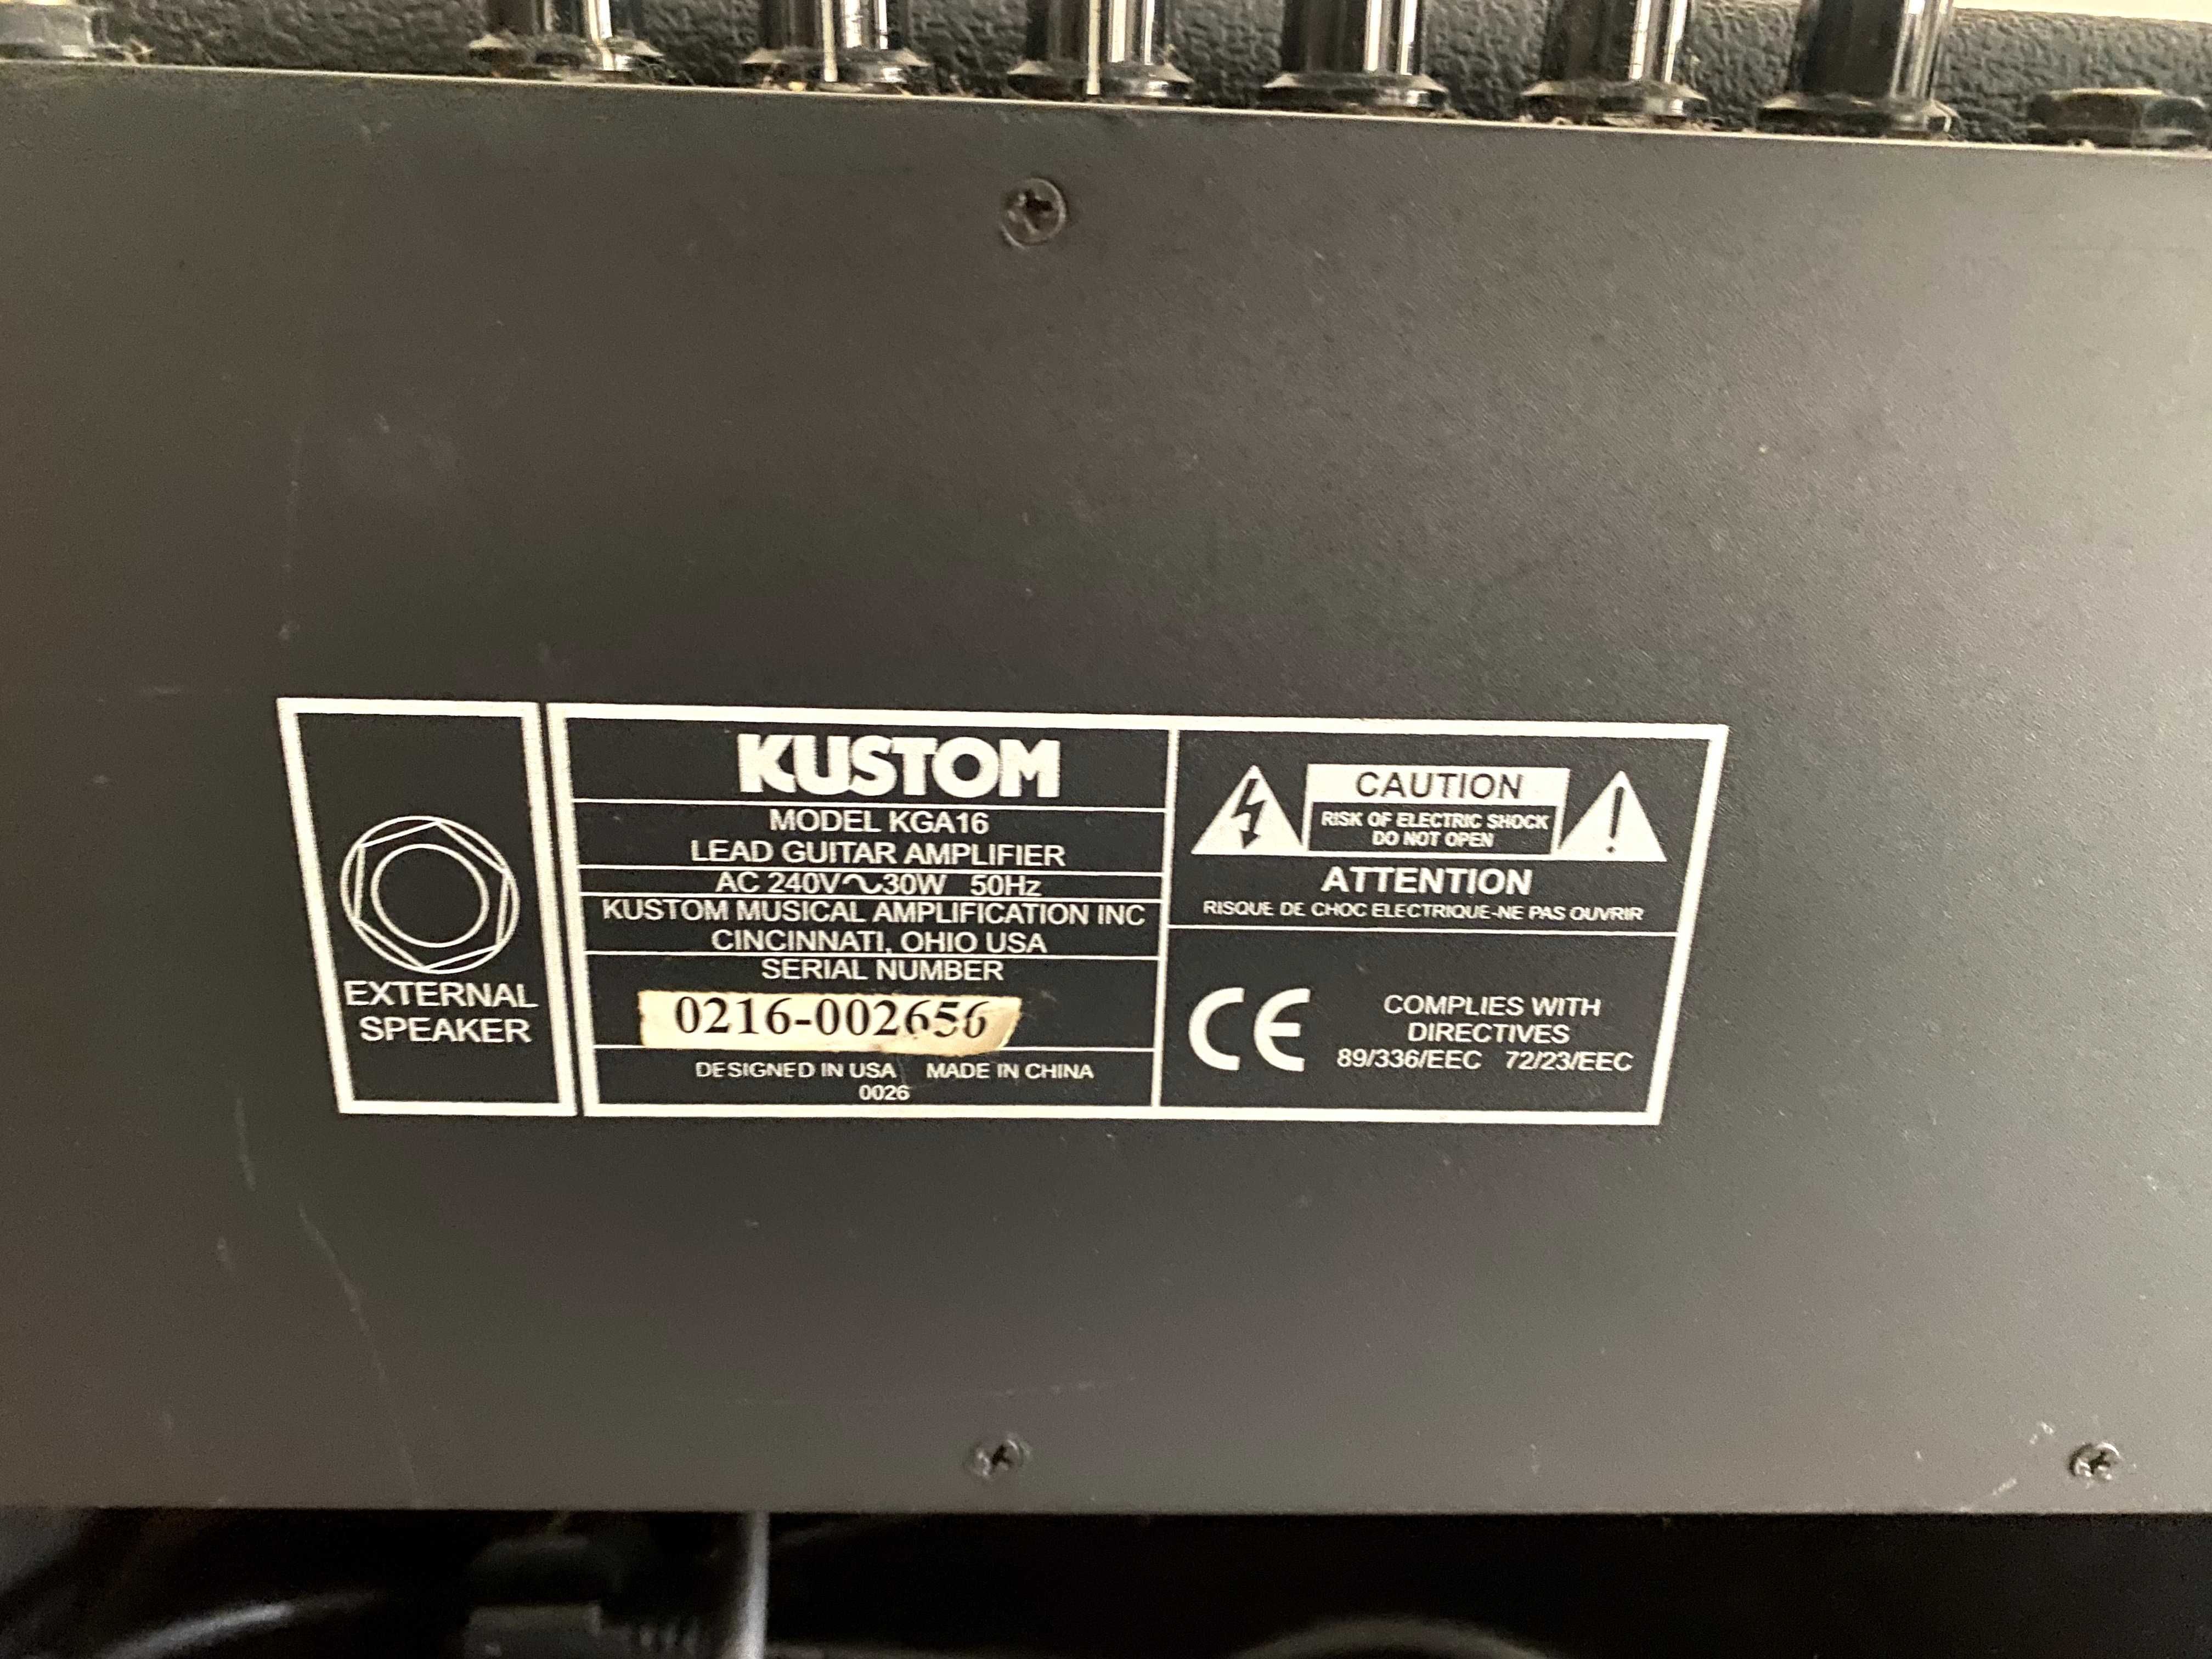 EXTERNAL
SPEAKER
KUSTOM
MODEL KGA16
LEAD GUITAR AMPLIFIER
AC 240V∿30W 50Hz
KUSTOM MUSICAL AMPLIFICATION INC
CINCINNATI, OHIO USA
SERIAL NUMBER
0216-002656
DESIGNED IN USA MADE IN CHINA
0026
CAUTION
RISK OF ELECTRIC SHOCK
DO NOT OPEN
ATTENTION
RISQUE DE CHOC ELECTRIQUE-NE PAS OUVRIR
CE
COMPLIES WITH
DIRECTIVES
89/336/EEC 72/23/EEC